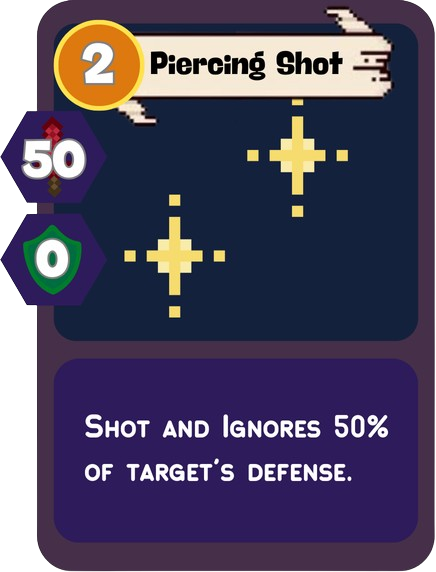 2
Piercing Shot
50
0
Shot and Ignores 50%
of target's defense.